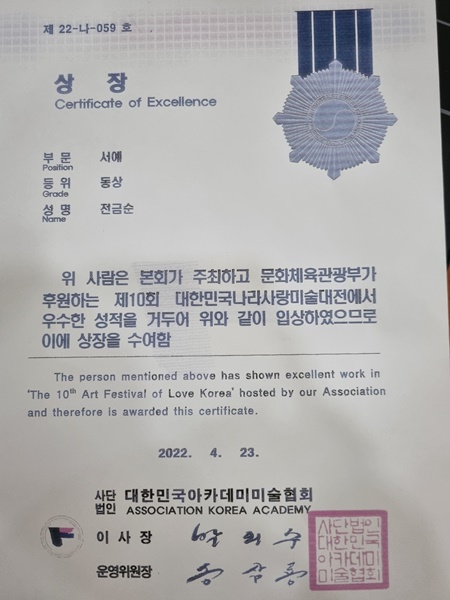 제 22-나-059 호
상 장
Certificate of Excellence
부 문 서예
Position
등 위 동상
Grade
성 명 전금순
Name
위 사람은 본회가 주최하고 문화체육관광부가
후원하는 제10회 대한민국나라사랑미술대전에서
우수한 성적을 거두어 위와 같이 입상하였으므로
이에 상장을 수여함
The person mentioned above has shown excellent work in
'The 10th Art Festival of Love Korea' hosted by our Association
and therefore is awarded this certificate.
2022. 4. 23.
사단
법인 대한민국아카데미미술협회
ASSOCIATION KOREA ACADEMY
이 사 장
운영위원장
사단법인
대한민국
아카데미
미술협회